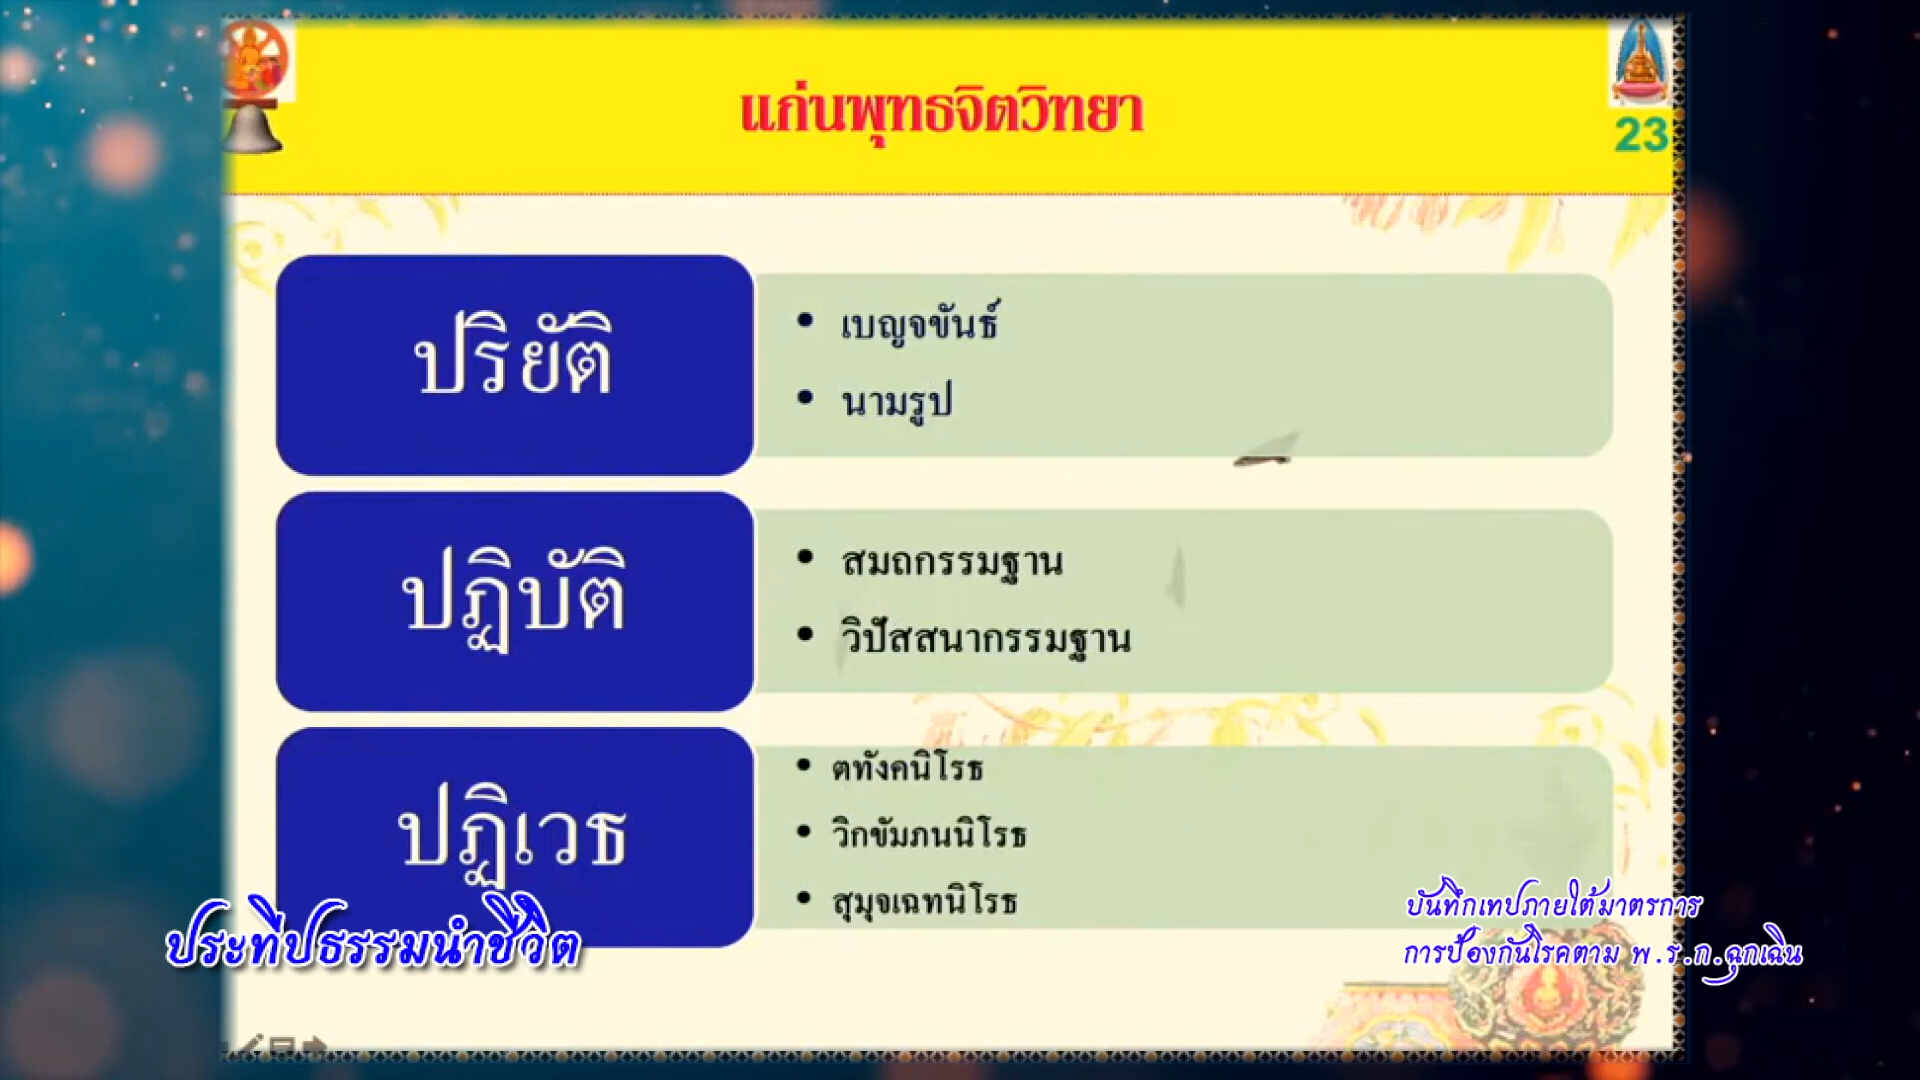 แก่นพุทธจิตวิทยา
23
ปริยัติ
• เบญจขันธ์
• นามรูป
ปฏิบัติ
• สมถกรรมฐาน
• วิปัสสนากรรมฐาน
ปฏิเวธ
• ตทังคนิโรธ
• วิกขัมภนนิโรธ
• สุมุจเฉทนิโรธ
ประทีปธรรมนำชีวิต
บันทึกเทปภายใต้มาตรการ
การป้องกันโรคตาม พ.ร.ก.ฉุกเฉิน